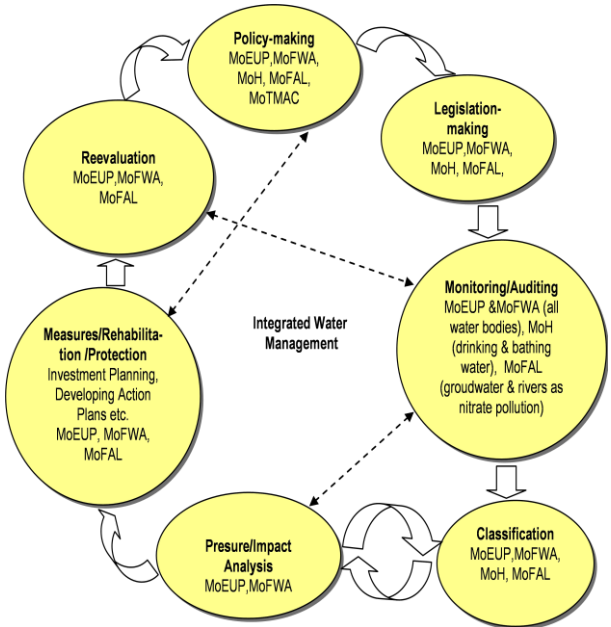 Policy-making
MoEUP,MoFWA,
MoH, MoFAL,
MoTMAC
Legislation-
making
MoEUP,MoFWA,
MoH, MoFAL,
Reevaluation
MoEUP,MoFWA,
MoFAL
Monitoring/Auditing
MoEUP &MoFWA (all
water bodies), MoH
(drinking & bathing
water),  MoFAL
(groudwater & rivers as
nitrate pollution)
Integrated Water
Management
Measures/Rehabilita-
tion /Protection
Investment Planning,
Developing Action
Plans etc.
MoEUP, MoFWA,
MoFAL
Classification
MoEUP,MoFWA,
MoH, MoFAL
Presure/Impact
Analysis
MoEUP,MoFWA